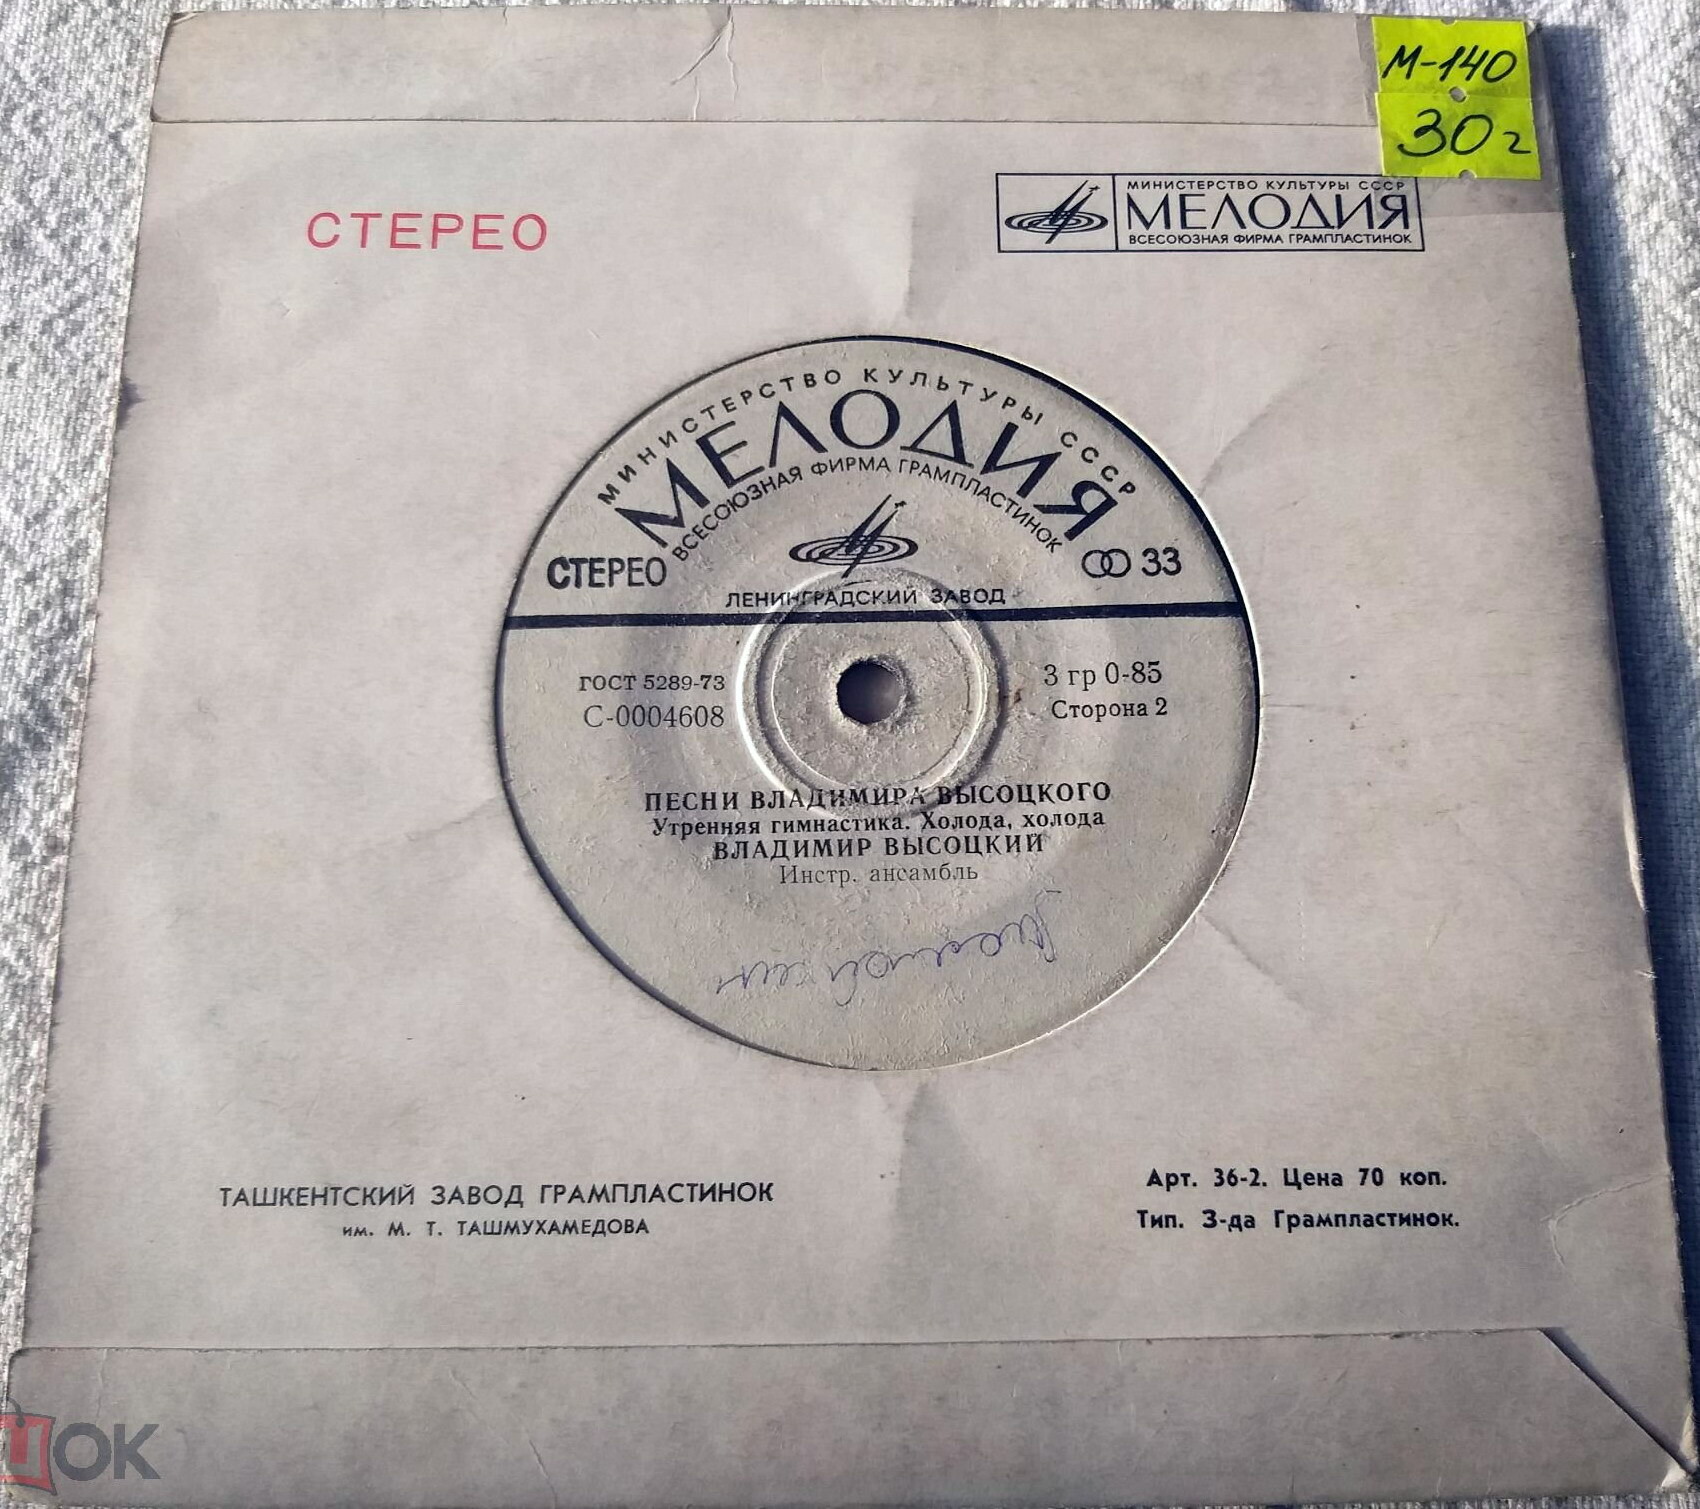 М-140
30г
СТЕРЕО
МИНИСТЕРСТВО КУЛЬТУРЫ СССР
МЕЛОДИЯ
ВСЕСОЮЗНАЯ ФИРМА ГРАМПЛАСТИНОК
МИНИСТЕРСТВО КУЛЬТУРЫ СССР
МЕЛОДИЯ
ВСЕСОЮЗНАЯ ФИРМА ГРАМПЛАСТИНОК
СТЕРЕО
33
ЛЕНИНГРАДСКИЙ ЗАВОД
ГОСТ 5289-73
С-0004608
3 гр 0-85
Сторона 2
ПЕСНИ ВЛАДИМИРА ВЫСОЦКОГО
Утренняя гимнастика. Холода, холода
ВЛАДИМИР ВЫСОЦКИЙ
Инстр. ансамбль
ТАШКЕНТСКИЙ ЗАВОД ГРАМПЛАСТИНОК
им. М. Т. ТАШМУХАМЕДОВА
Арт. 36-2. Цена 70 коп.
Тип. З-да Грампластинок.
ОК